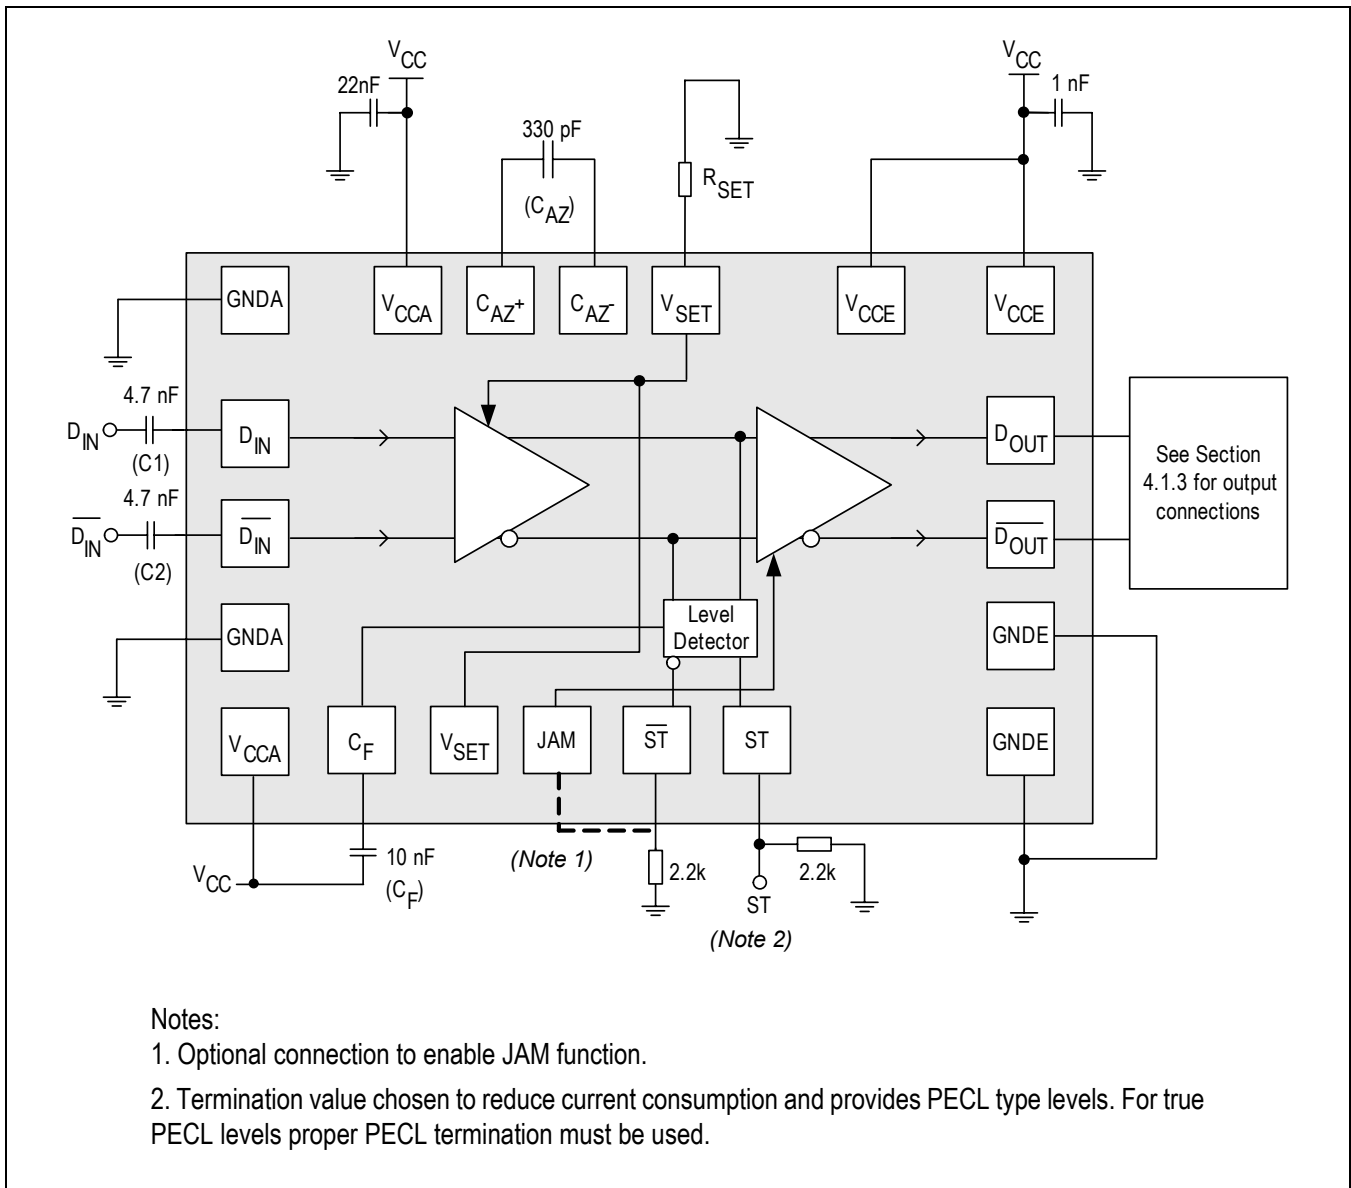 VCC
VCC
22nF
1 nF
330 pF
(CAZ)
RSET
GNDA
VCCA
CAZ+
CAZ-
VSET
VCCE
VCCE
4.7 nF
DIN
(C1)
DIN
DOUT
See Section
4.1.3 for output
connections
4.7 nF
D̅I̅N̅
(C2)
D̅I̅N̅
D̅O̅U̅T̅
Level
Detector
GNDA
GNDE
VCCA
CF
VSET
JAM
S̅T̅
ST
GNDE
VCC
10 nF
(CF)
(Note 1)
2.2k
2.2k
ST
(Note 2)
Notes:
1. Optional connection to enable JAM function.
2. Termination value chosen to reduce current consumption and provides PECL type levels. For true
PECL levels proper PECL termination must be used.